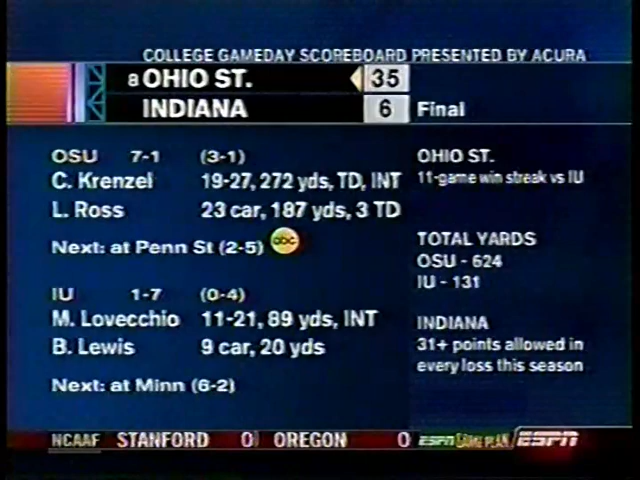 COLLEGE GAMEDAY SCOREBOARD PRESENTED BY ACURA
8 OHIO ST. 35
INDIANA 6 Final
OSU 7-1 (3-1)
C. Krenzel 19-27, 272 yds, TD, INT
L. Ross 23 car, 187 yds, 3 TD
Next: at Penn St (2-5) abc
IU 1-7 (0-4)
M. Lovecchio 11-21, 89 yds, INT
B. Lewis 9 car, 20 yds
Next: at Minn (6-2)
OHIO ST.
11-game win streak vs IU
TOTAL YARDS
OSU - 624
IU - 131
INDIANA
31+ points allowed in
every loss this season
NCAAF STANFORD 0 OREGON 0 ESPN GAME PLAN ESPN